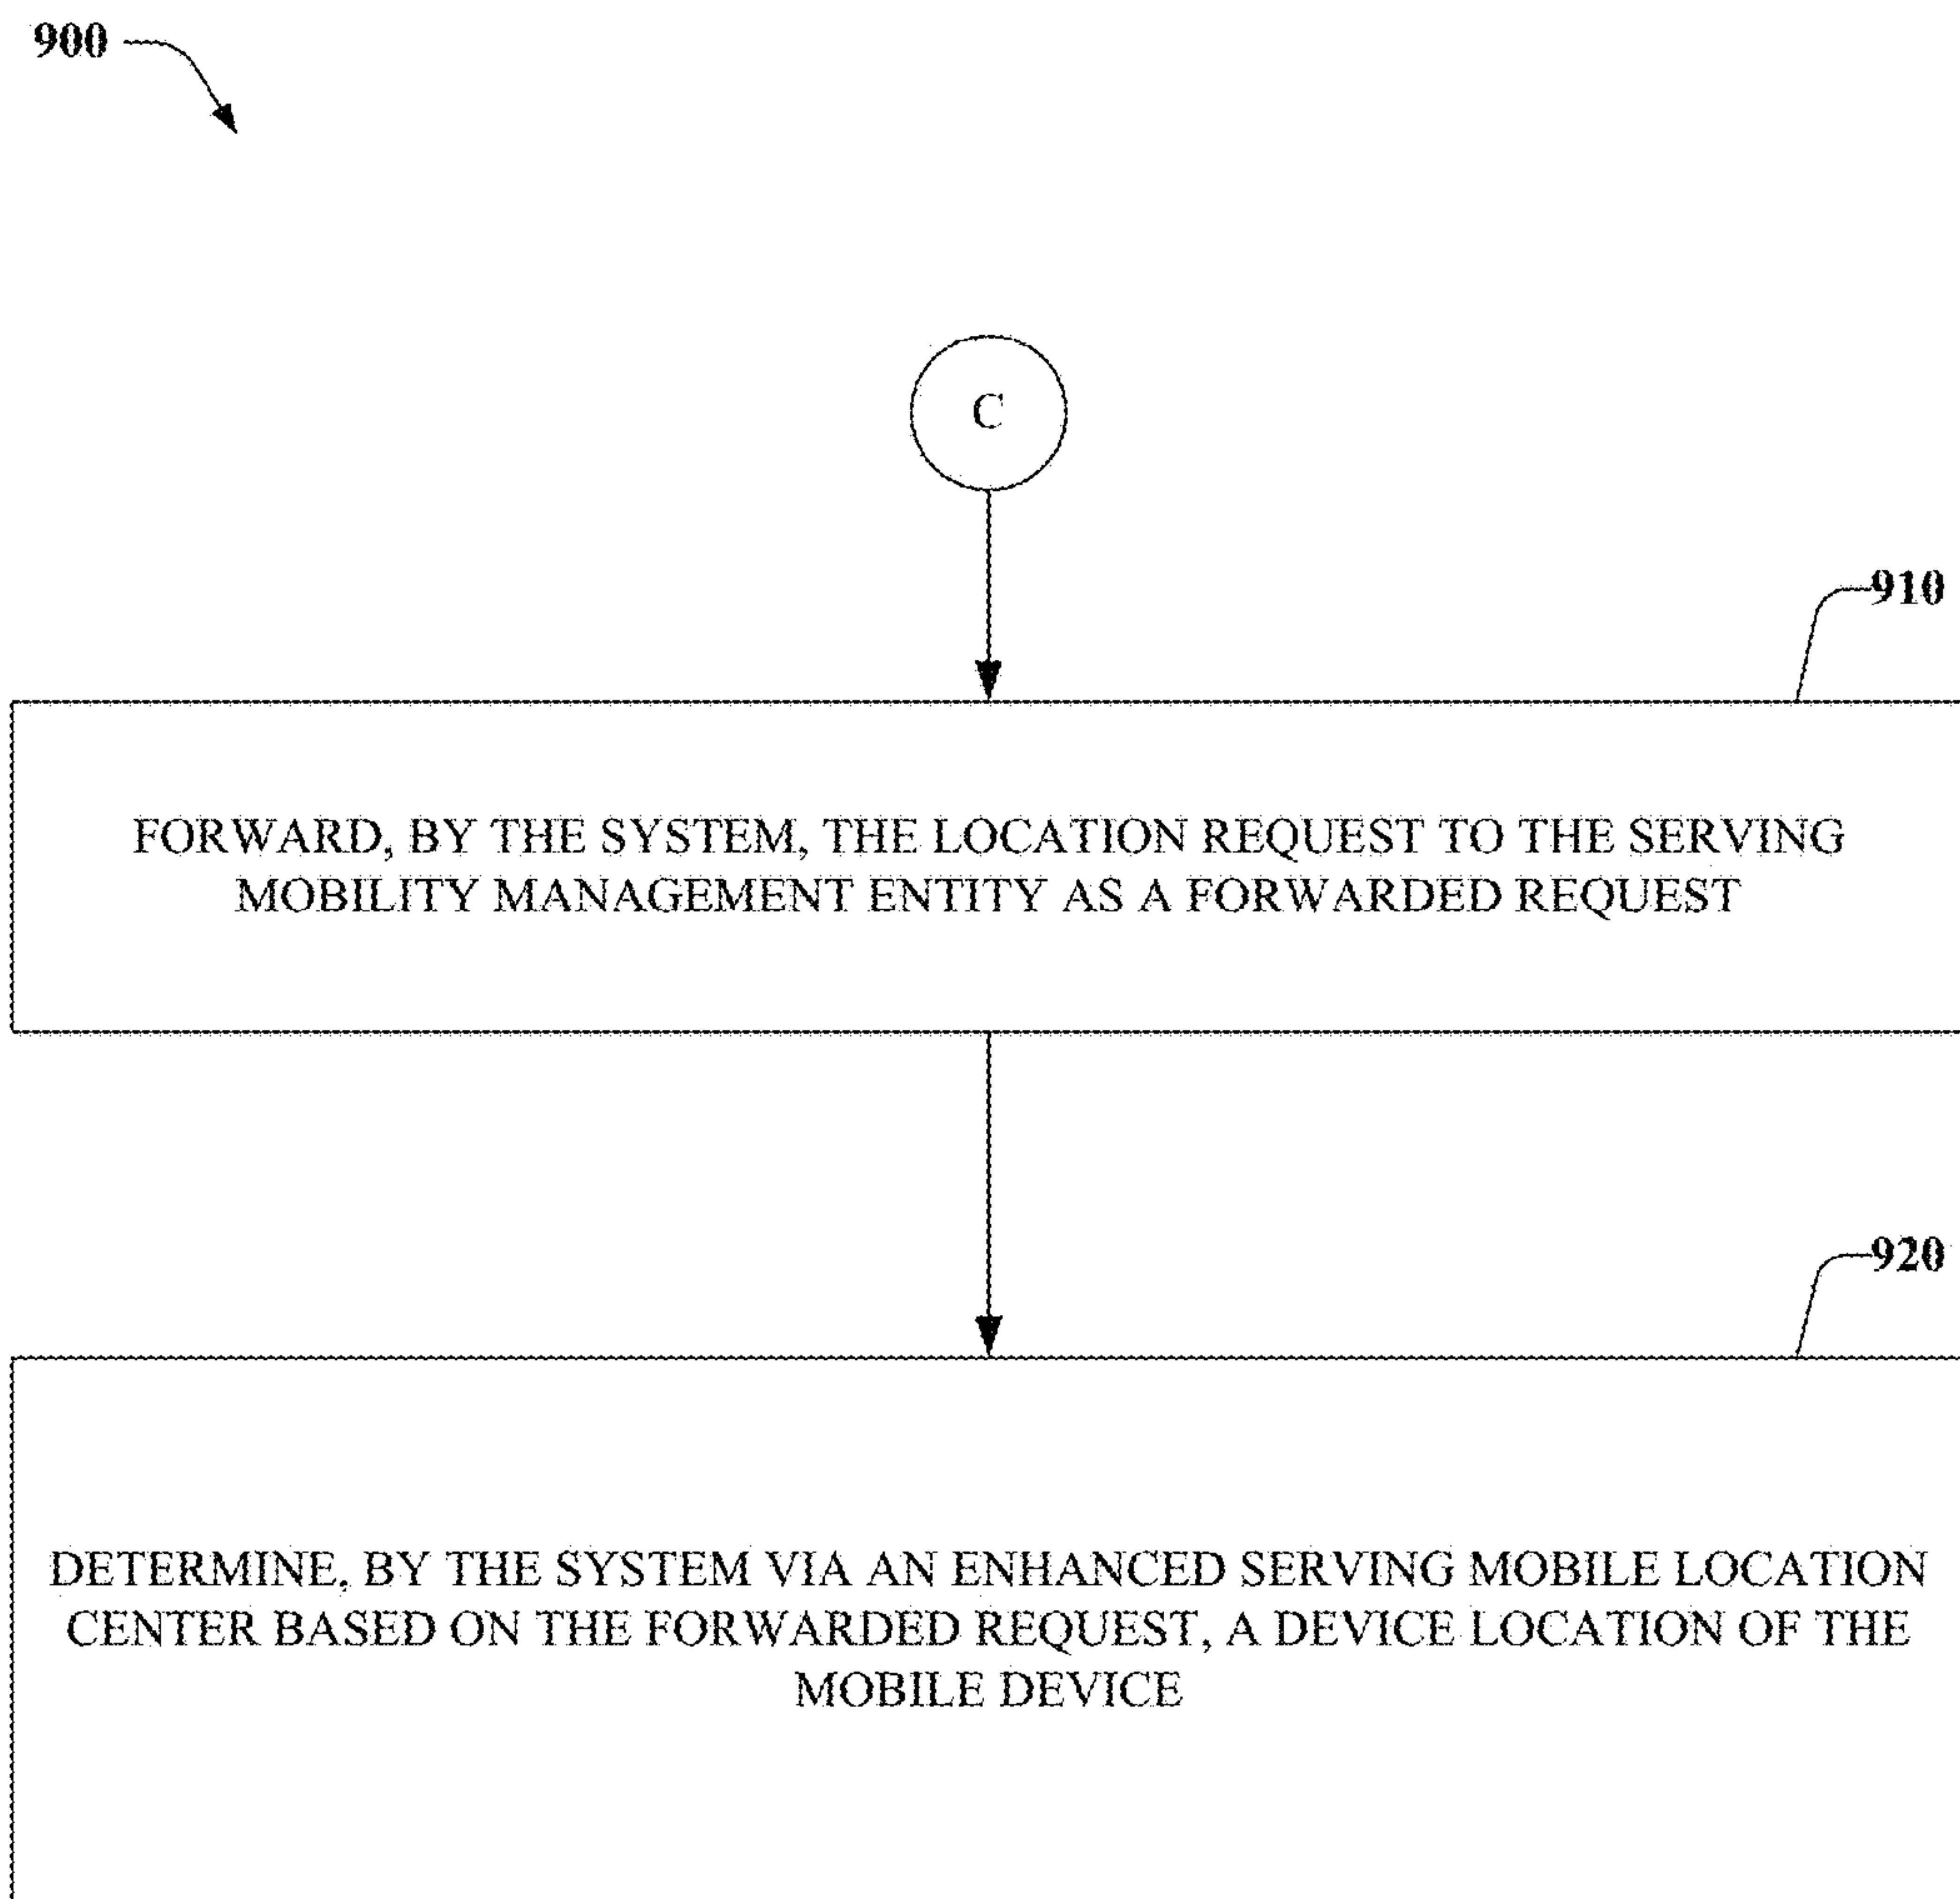 900
C
910
FORWARD, BY THE SYSTEM, THE LOCATION REQUEST TO THE SERVING
MOBILITY MANAGEMENT ENTITY AS A FORWARDED REQUEST
920
DETERMINE, BY THE SYSTEM VIA AN ENHANCED SERVING MOBILE LOCATION
CENTER BASED ON THE FORWARDED REQUEST, A DEVICE LOCATION OF THE
MOBILE DEVICE